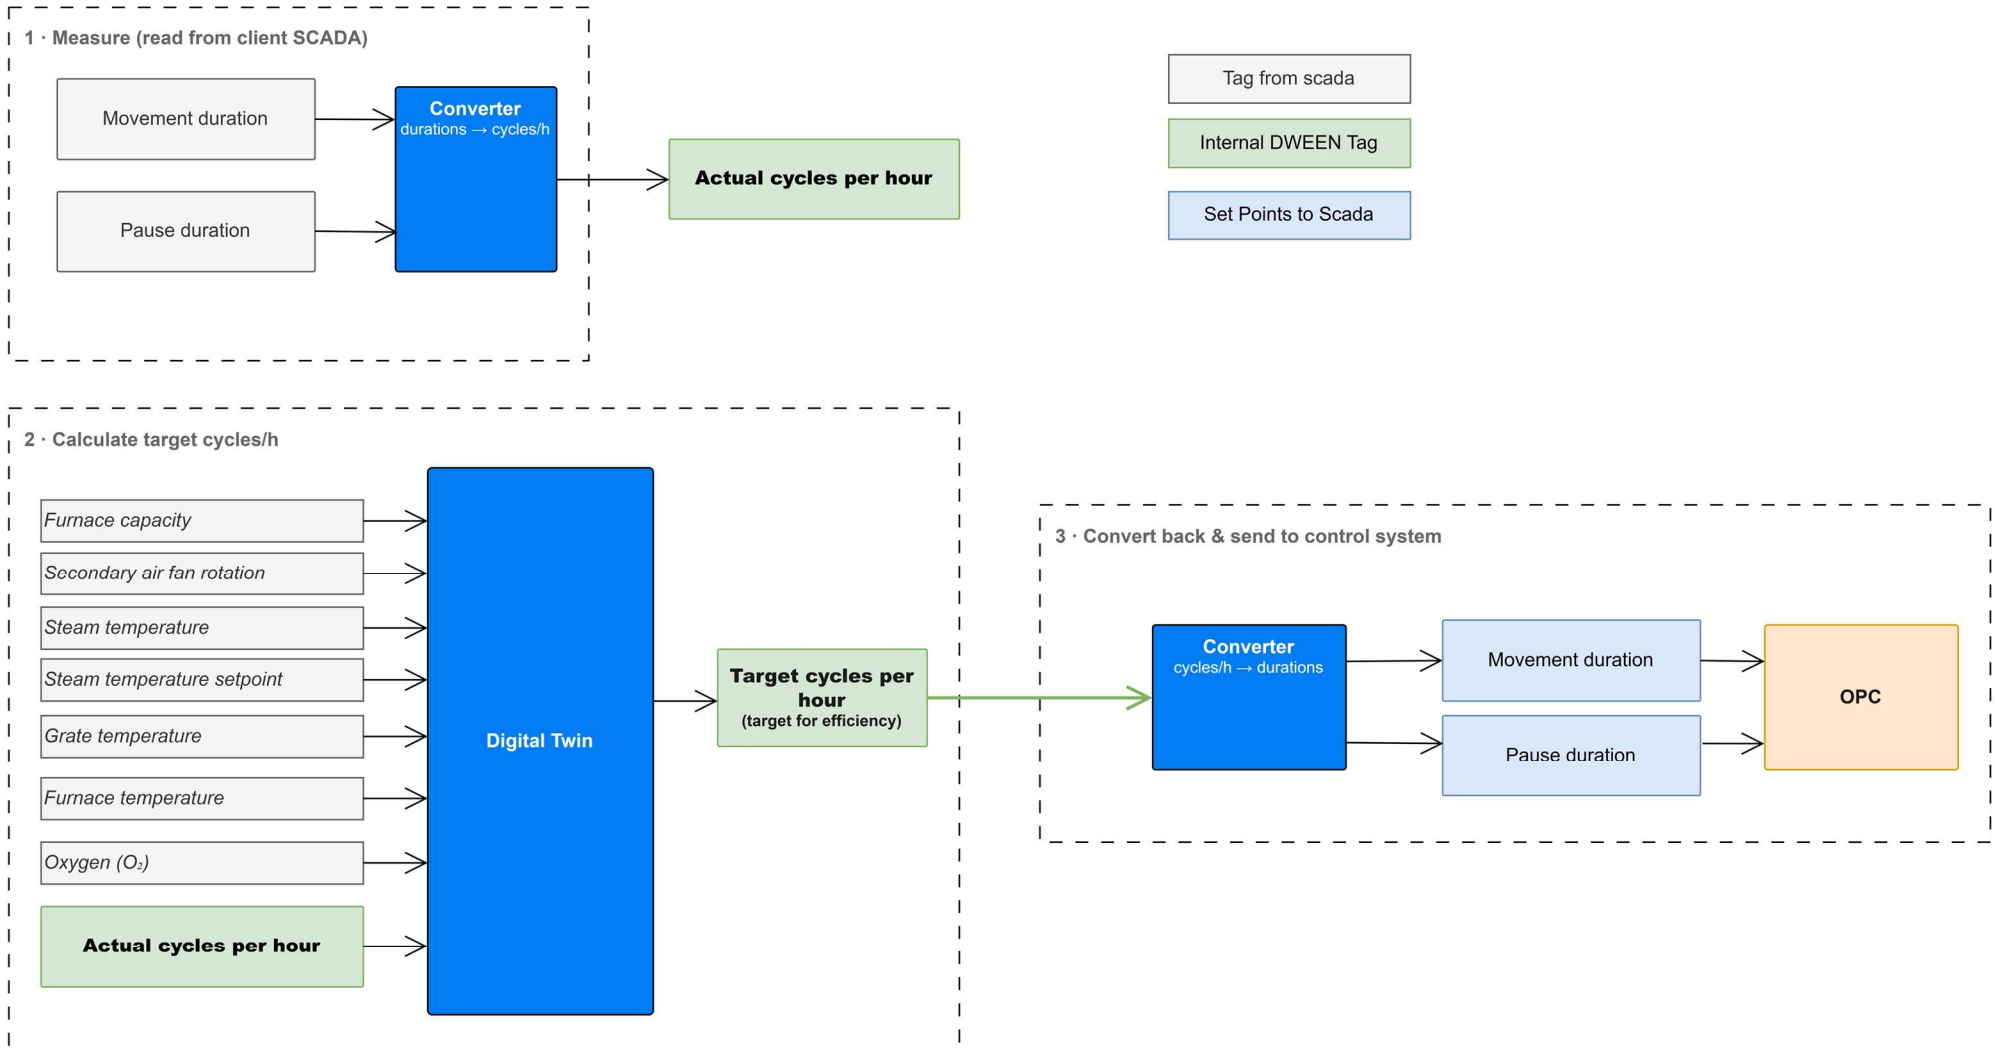 1 · Measure (read from client SCADA)
Movement duration
Pause duration
Converter
durations → cycles/h
Actual cycles per hour
Tag from scada
Internal DWEEN Tag
Set Points to Scada
2 · Calculate target cycles/h
Furnace capacity
Secondary air fan rotation
Steam temperature
Steam temperature setpoint
Grate temperature
Furnace temperature
Oxygen (O₂)
Actual cycles per hour
Digital Twin
Target cycles per
hour
(target for efficiency)
3 · Convert back & send to control system
Converter
cycles/h → durations
Movement duration
Pause duration
OPC